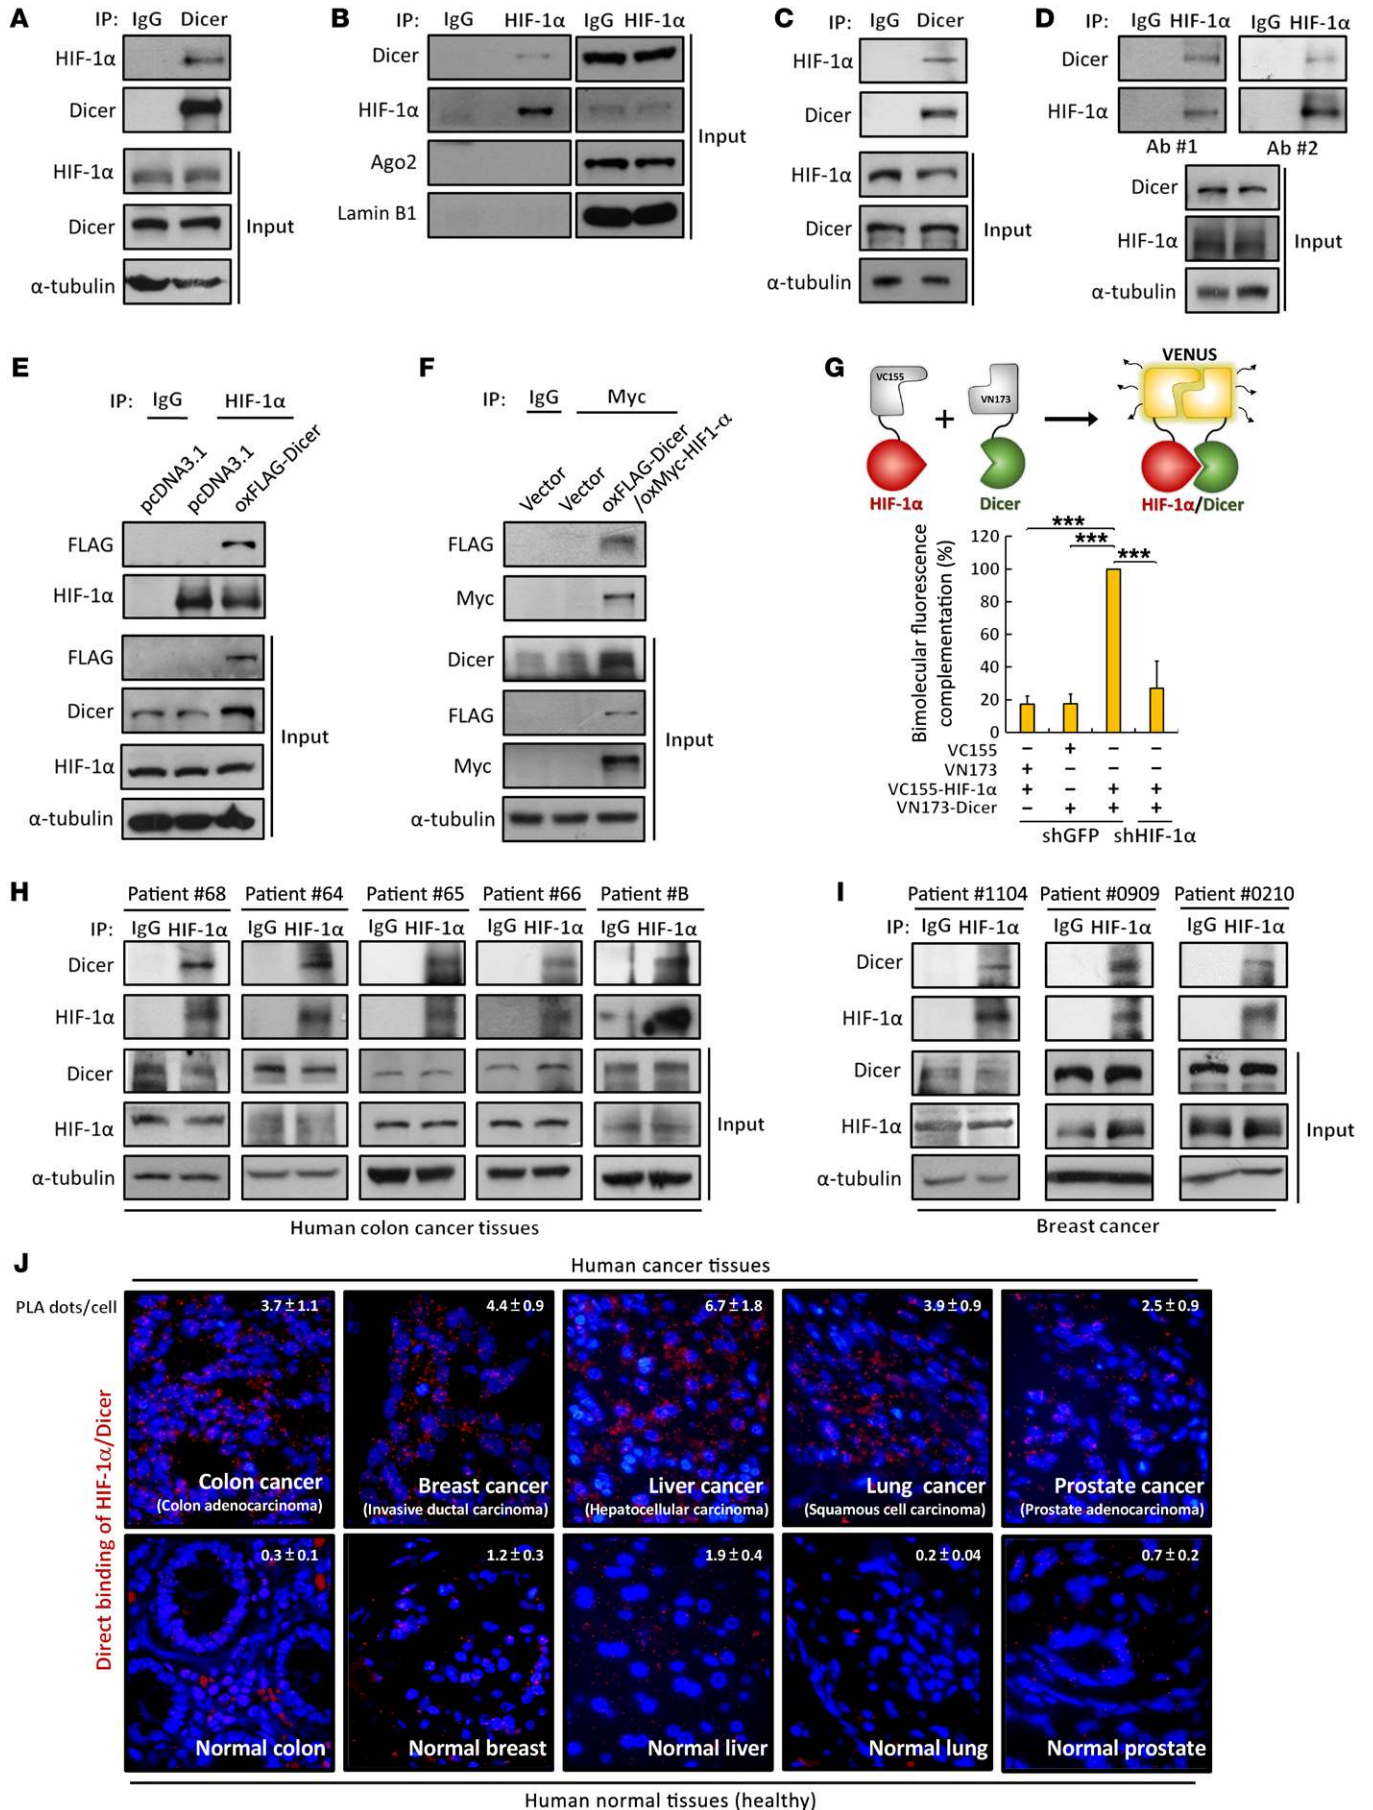 A
IP: IgG Dicer
HIF-1α
Dicer
HIF-1α
Dicer
α-tubulin
Input
B
IP: IgG HIF-1α IgG HIF-1α
Dicer
HIF-1α
Ago2
Lamin B1
Input
C
IP: IgG Dicer
HIF-1α
Dicer
HIF-1α
Dicer
α-tubulin
Input
D
IP: IgG HIF-1α IgG HIF-1α
Dicer
HIF-1α
Ab #1 Ab #2
Dicer
HIF-1α
α-tubulin
Input
E
IP: IgG HIF-1α
pcDNA3.1
pcDNA3.1
oxFLAG-Dicer
FLAG
HIF-1α
FLAG
Dicer
HIF-1α
α-tubulin
Input
F
IP: IgG Myc
Vector
Vector
oxFLAG-Dicer
/oxMyc-HIF1-α
FLAG
Myc
Dicer
FLAG
Myc
α-tubulin
Input
G
VC155
+
VN173
VENUS
HIF-1α
Dicer
HIF-1α/Dicer
Bimolecular fluorescence
complementation (%)
120
100
80
60
40
20
0
***
***
***
VC155 – + – –
VN173 + – – –
VC155-HIF-1α + – + +
VN173-Dicer – + + +
shGFP shHIF-1α
H
Patient #68 Patient #64 Patient #65 Patient #66 Patient #B
IP: IgG HIF-1α IgG HIF-1α IgG HIF-1α IgG HIF-1α IgG HIF-1α
Dicer
HIF-1α
Dicer
HIF-1α
α-tubulin
Input
Human colon cancer tissues
I
Patient #1104 Patient #0909 Patient #0210
IP: IgG HIF-1α IgG HIF-1α IgG HIF-1α
Dicer
HIF-1α
Dicer
HIF-1α
α-tubulin
Input
Breast cancer
J
Human cancer tissues
PLA dots/cell
Direct binding of HIF-1α/Dicer
3.7±1.1
Colon cancer
(Colon adenocarcinoma)
4.4±0.9
Breast cancer
(Invasive ductal carcinoma)
6.7±1.8
Liver cancer
(Hepatocellular carcinoma)
3.9±0.9
Lung cancer
(Squamous cell carcinoma)
2.5±0.9
Prostate cancer
(Prostate adenocarcinoma)
0.3±0.1
Normal colon
1.2±0.3
Normal breast
1.9±0.4
Normal liver
0.2±0.04
Normal lung
0.7±0.2
Normal prostate
Human normal tissues (healthy)